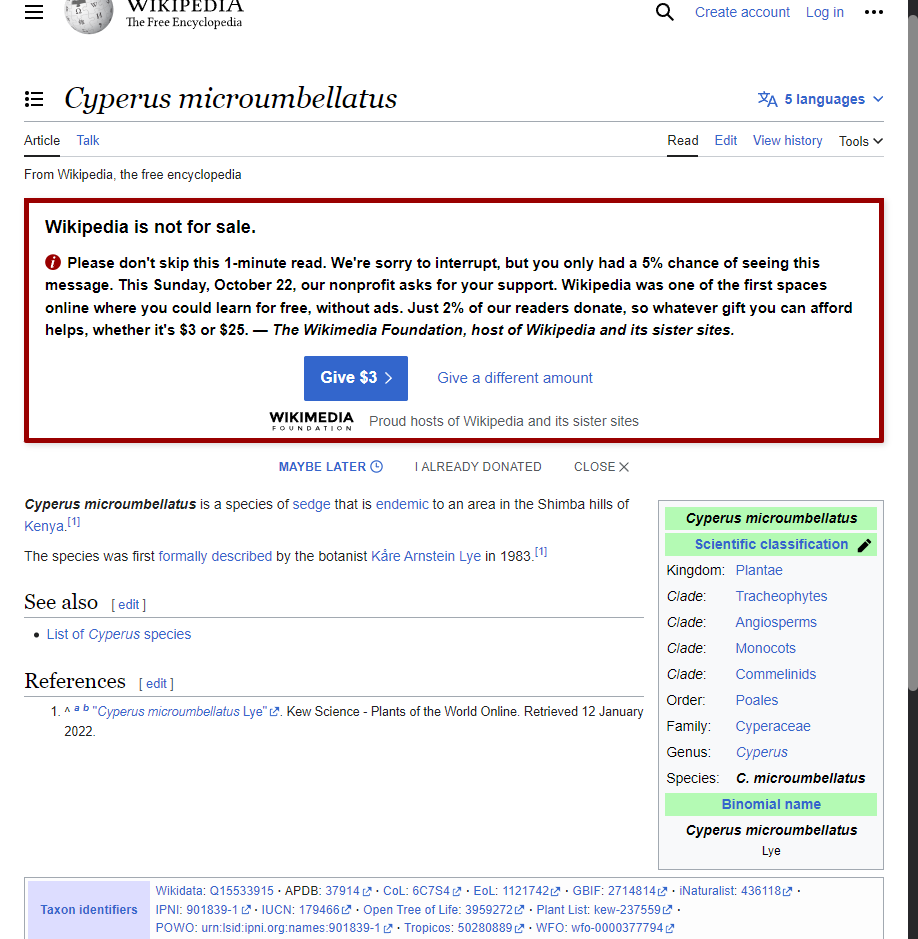 WIKIPEDIA
The Free Encyclopedia
Create account Log in
Cyperus microumbellatus
5 languages
Article Talk Read Edit View history Tools
From Wikipedia, the free encyclopedia
Wikipedia is not for sale.
Please don't skip this 1-minute read. We're sorry to interrupt, but you only had a 5% chance of seeing this
message. This Sunday, October 22, our nonprofit asks for your support. Wikipedia was one of the first spaces
online where you could learn for free, without ads. Just 2% of our readers donate, so whatever gift you can afford
helps, whether it's $3 or $25. — The Wikimedia Foundation, host of Wikipedia and its sister sites.
Give $3 Give a different amount
WIKIMEDIA
FOUNDATION
Proud hosts of Wikipedia and its sister sites
MAYBE LATER I ALREADY DONATED CLOSE
Cyperus microumbellatus is a species of sedge that is endemic to an area in the Shimba hills of
Kenya.[1]
The species was first formally described by the botanist Kåre Arnstein Lye in 1983.[1]
See also [ edit ]
• List of Cyperus species
References [ edit ]
1. ^ a b "Cyperus microumbellatus Lye". Kew Science - Plants of the World Online. Retrieved 12 January
2022.
Cyperus microumbellatus
Scientific classification
Kingdom: Plantae
Clade: Tracheophytes
Clade: Angiosperms
Clade: Monocots
Clade: Commelinids
Order: Poales
Family: Cyperaceae
Genus: Cyperus
Species: C. microumbellatus
Binomial name
Cyperus microumbellatus
Lye
Taxon identifiers
Wikidata: Q15533915 · APDB: 37914 · CoL: 6C7S4 · EoL: 1121742 · GBIF: 2714814 · iNaturalist: 436118 ·
IPNI: 901839-1 · IUCN: 179466 · Open Tree of Life: 3959272 · Plant List: kew-237559 ·
POWO: urn:lsid:ipni.org:names:901839-1 · Tropicos: 50280889 · WFO: wfo-0000377794